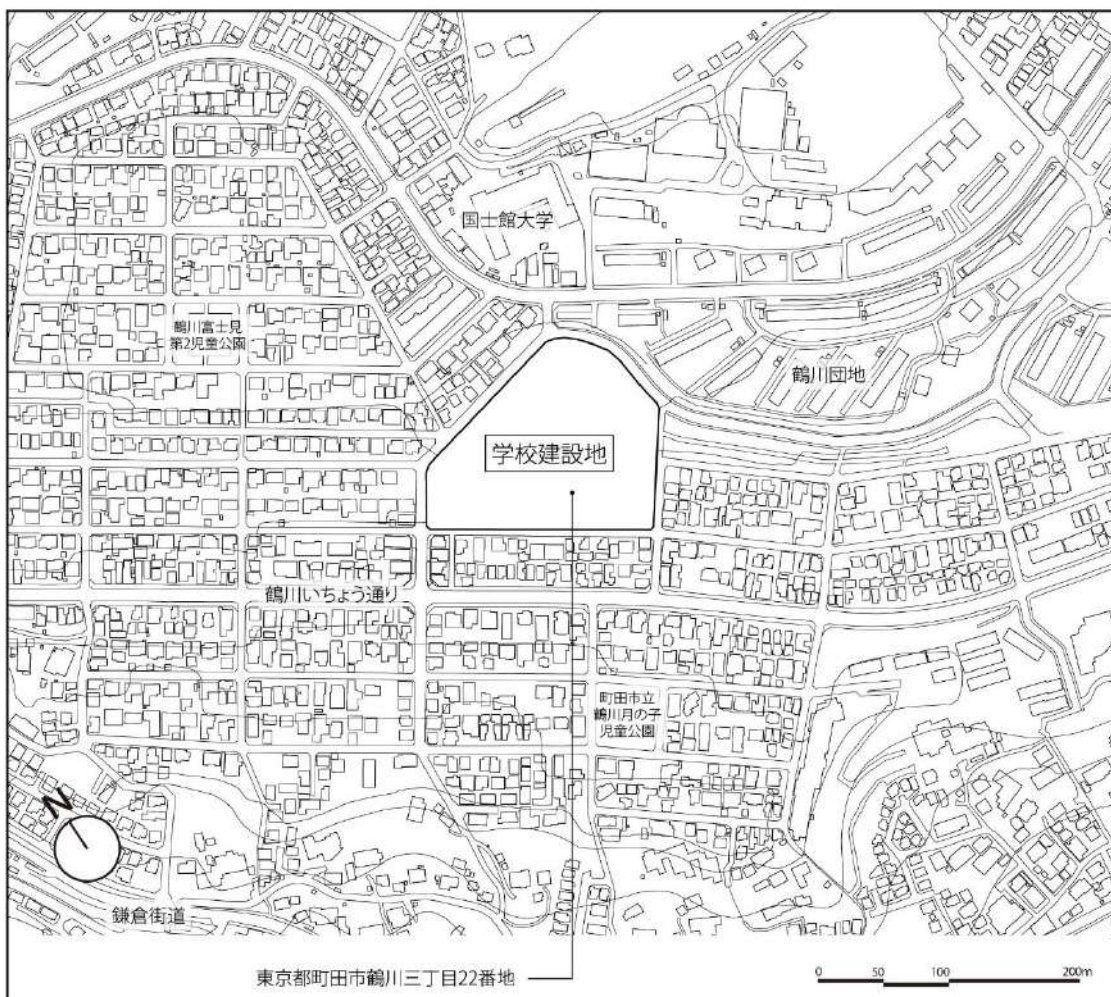 国士舘大学
鶴川富士見
第2児童公園
鶴川団地
学校建設地
鶴川いちょう通り
町田市立
鶴川月の子
児童公園
N
鎌倉街道
東京都町田市鶴川三丁目22番地
0 50 100 200m